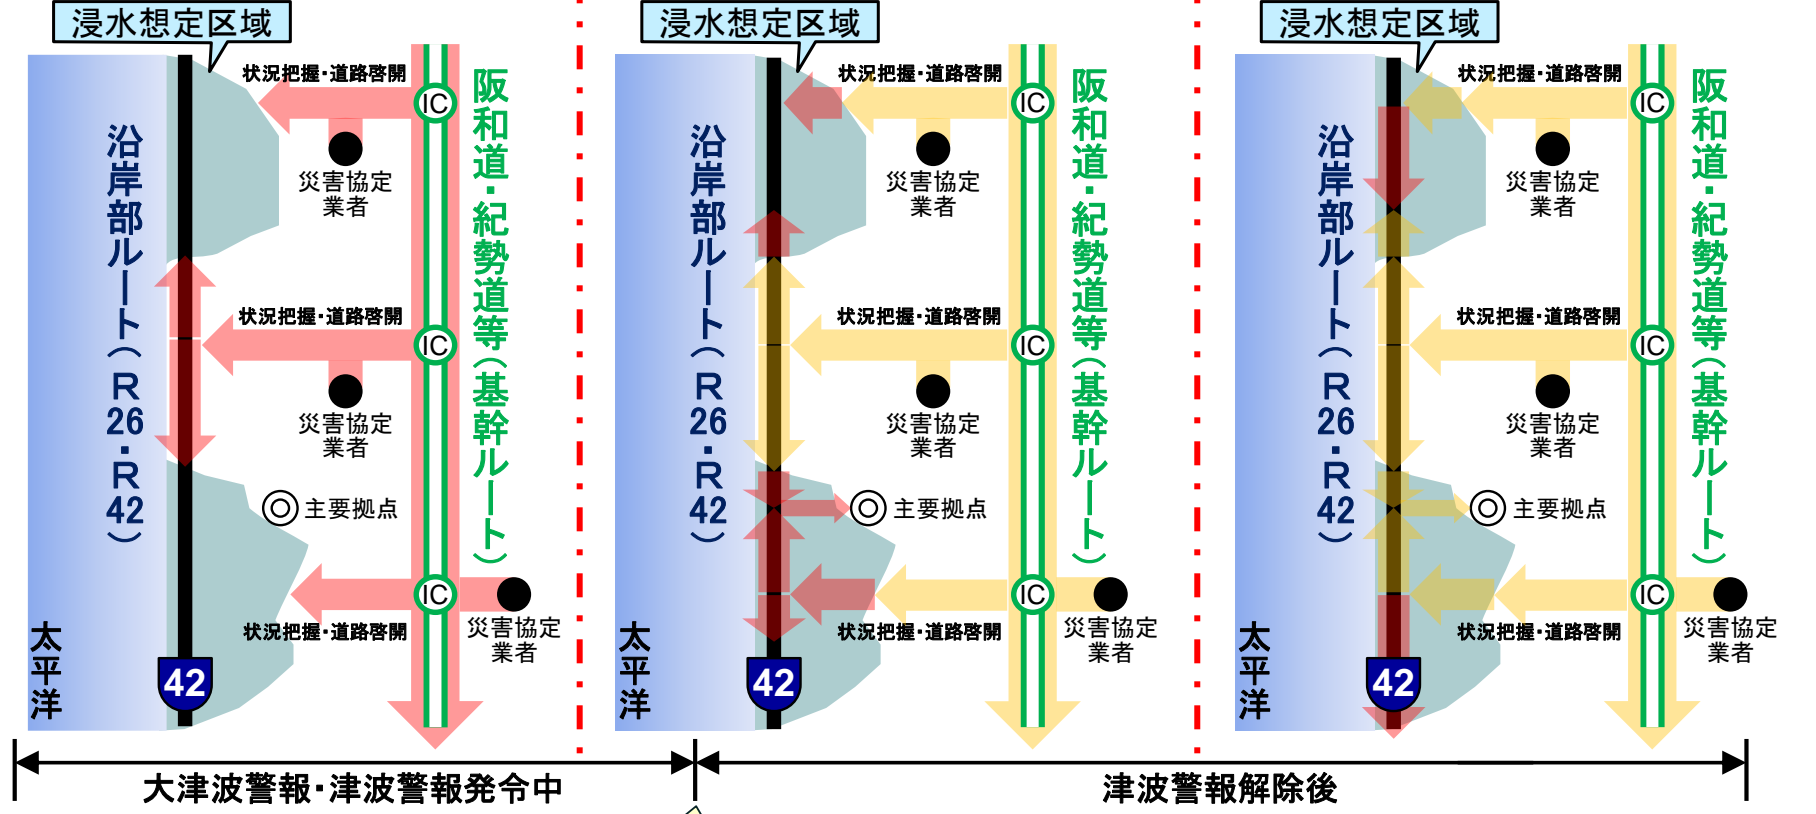 浸水想定区域
状況把握・道路啓開
IC
災害協定
業者
沿岸部ルート(R26・R42)
阪和道・紀勢道等(基幹ルート)
状況把握・道路啓開
IC
災害協定
業者
主要拠点
IC
状況把握・道路啓開
災害協定
業者
太平洋
42
浸水想定区域
状況把握・道路啓開
IC
災害協定
業者
沿岸部ルート(R26・R42)
阪和道・紀勢道等(基幹ルート)
状況把握・道路啓開
IC
災害協定
業者
主要拠点
IC
状況把握・道路啓開
災害協定
業者
太平洋
42
浸水想定区域
状況把握・道路啓開
IC
災害協定
業者
沿岸部ルート(R26・R42)
阪和道・紀勢道等(基幹ルート)
状況把握・道路啓開
IC
災害協定
業者
主要拠点
IC
状況把握・道路啓開
災害協定
業者
太平洋
42
大津波警報・津波警報発令中
津波警報解除後